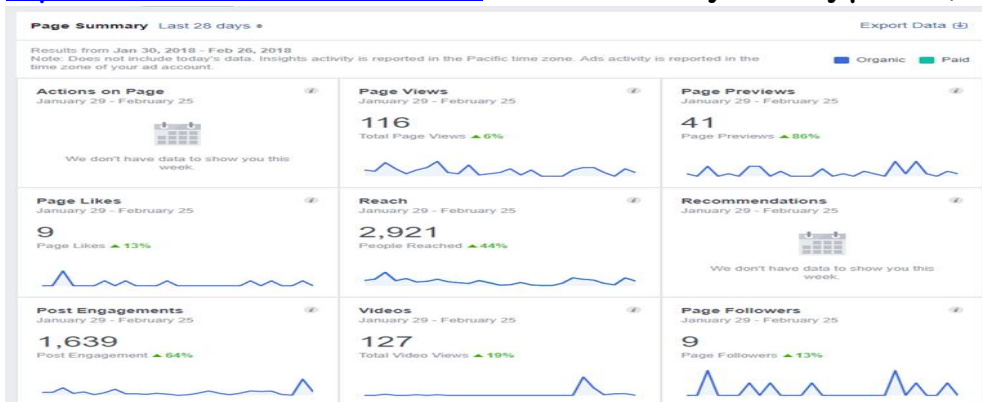 Page Summary Last 28 days
Export Data
Results from Jan 30, 2018 - Feb 26, 2018
Note: Does not include today's data. Insights activity is reported in the Pacific time zone. Ads activity is reported in the
time zone of your ad account.
Organic Paid
Actions on Page
January 29 - February 25
We don't have data to show you this
week.
Page Views
January 29 - February 25
116
Total Page Views ▲6%
Page Previews
January 29 - February 25
41
Page Previews ▲86%
Page Likes
January 29 - February 25
9
Page Likes ▲13%
Reach
January 29 - February 25
2,921
People Reached ▲44%
Recommendations
January 29 - February 25
We don't have data to show you this
week.
Post Engagements
January 29 - February 25
1,639
Post Engagement ▲64%
Videos
January 29 - February 25
127
Total Video Views ▲19%
Page Followers
January 29 - February 25
9
Page Followers ▲13%